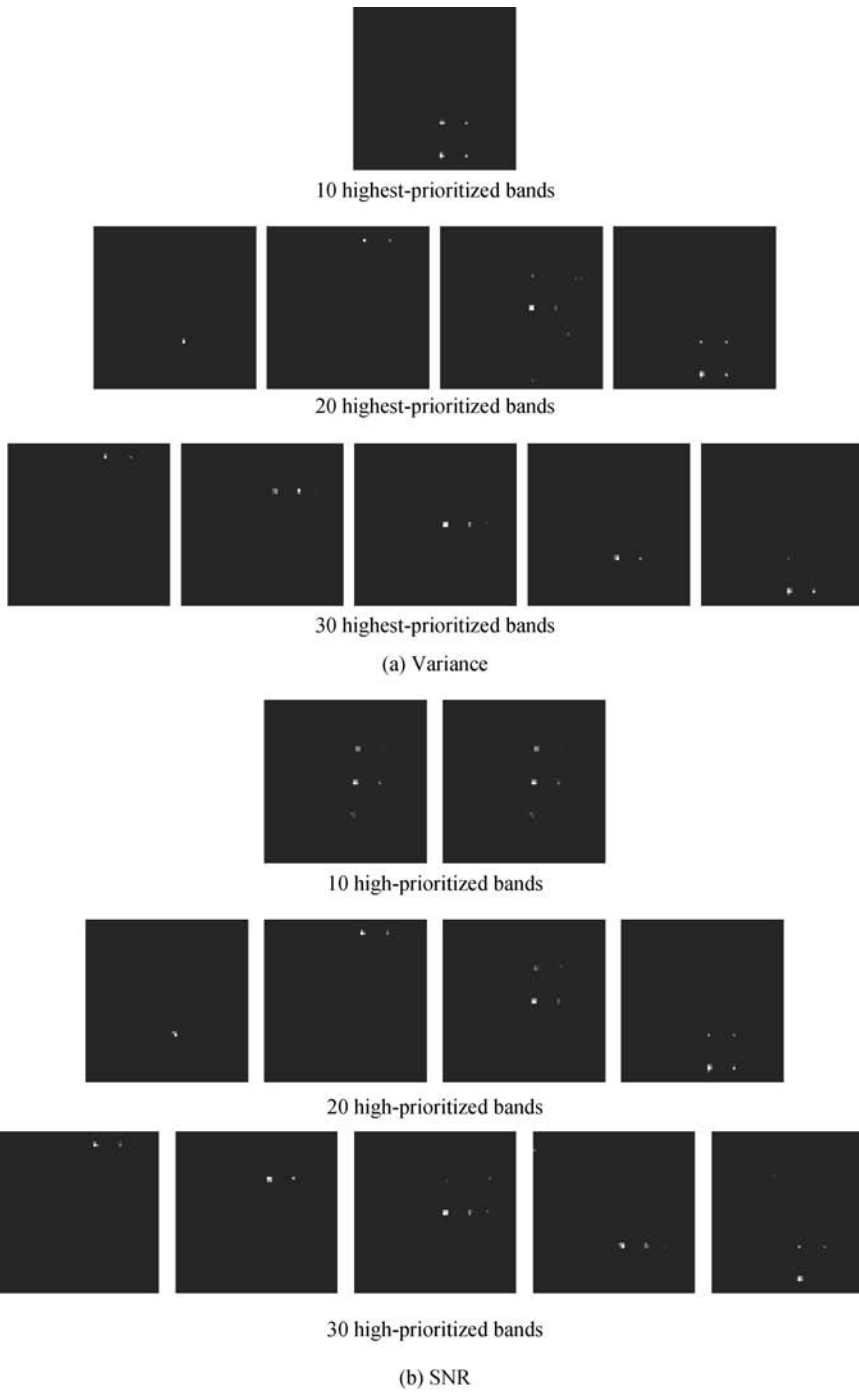 10 highest-prioritized bands
20 highest-prioritized bands
30 highest-prioritized bands
(a) Variance
10 high-prioritized bands
20 high-prioritized bands
30 high-prioritized bands
(b) SNR